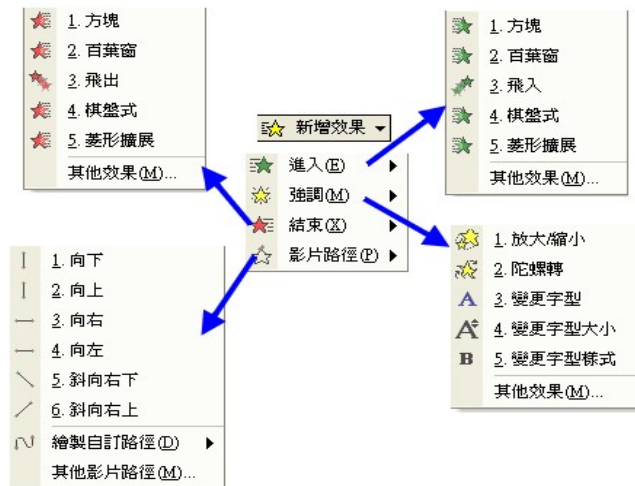 1. 方塊
2. 百葉窗
3. 飛出
4. 棋盤式
5. 菱形擴展
其他效果(M)...
新增效果
進入(E)
強調(M)
結束(X)
影片路徑(P)
1. 方塊
2. 百葉窗
3. 飛入
4. 棋盤式
5. 菱形擴展
其他效果(M)...
1. 向下
2. 向上
3. 向右
4. 向左
5. 斜向右下
6. 斜向右上
繪製自訂路徑(D)
其他影片路徑(M)...
1. 放大/縮小
2. 陀螺轉
3. 變更字型
4. 變更字型大小
5. 變更字型樣式
其他效果(M)...